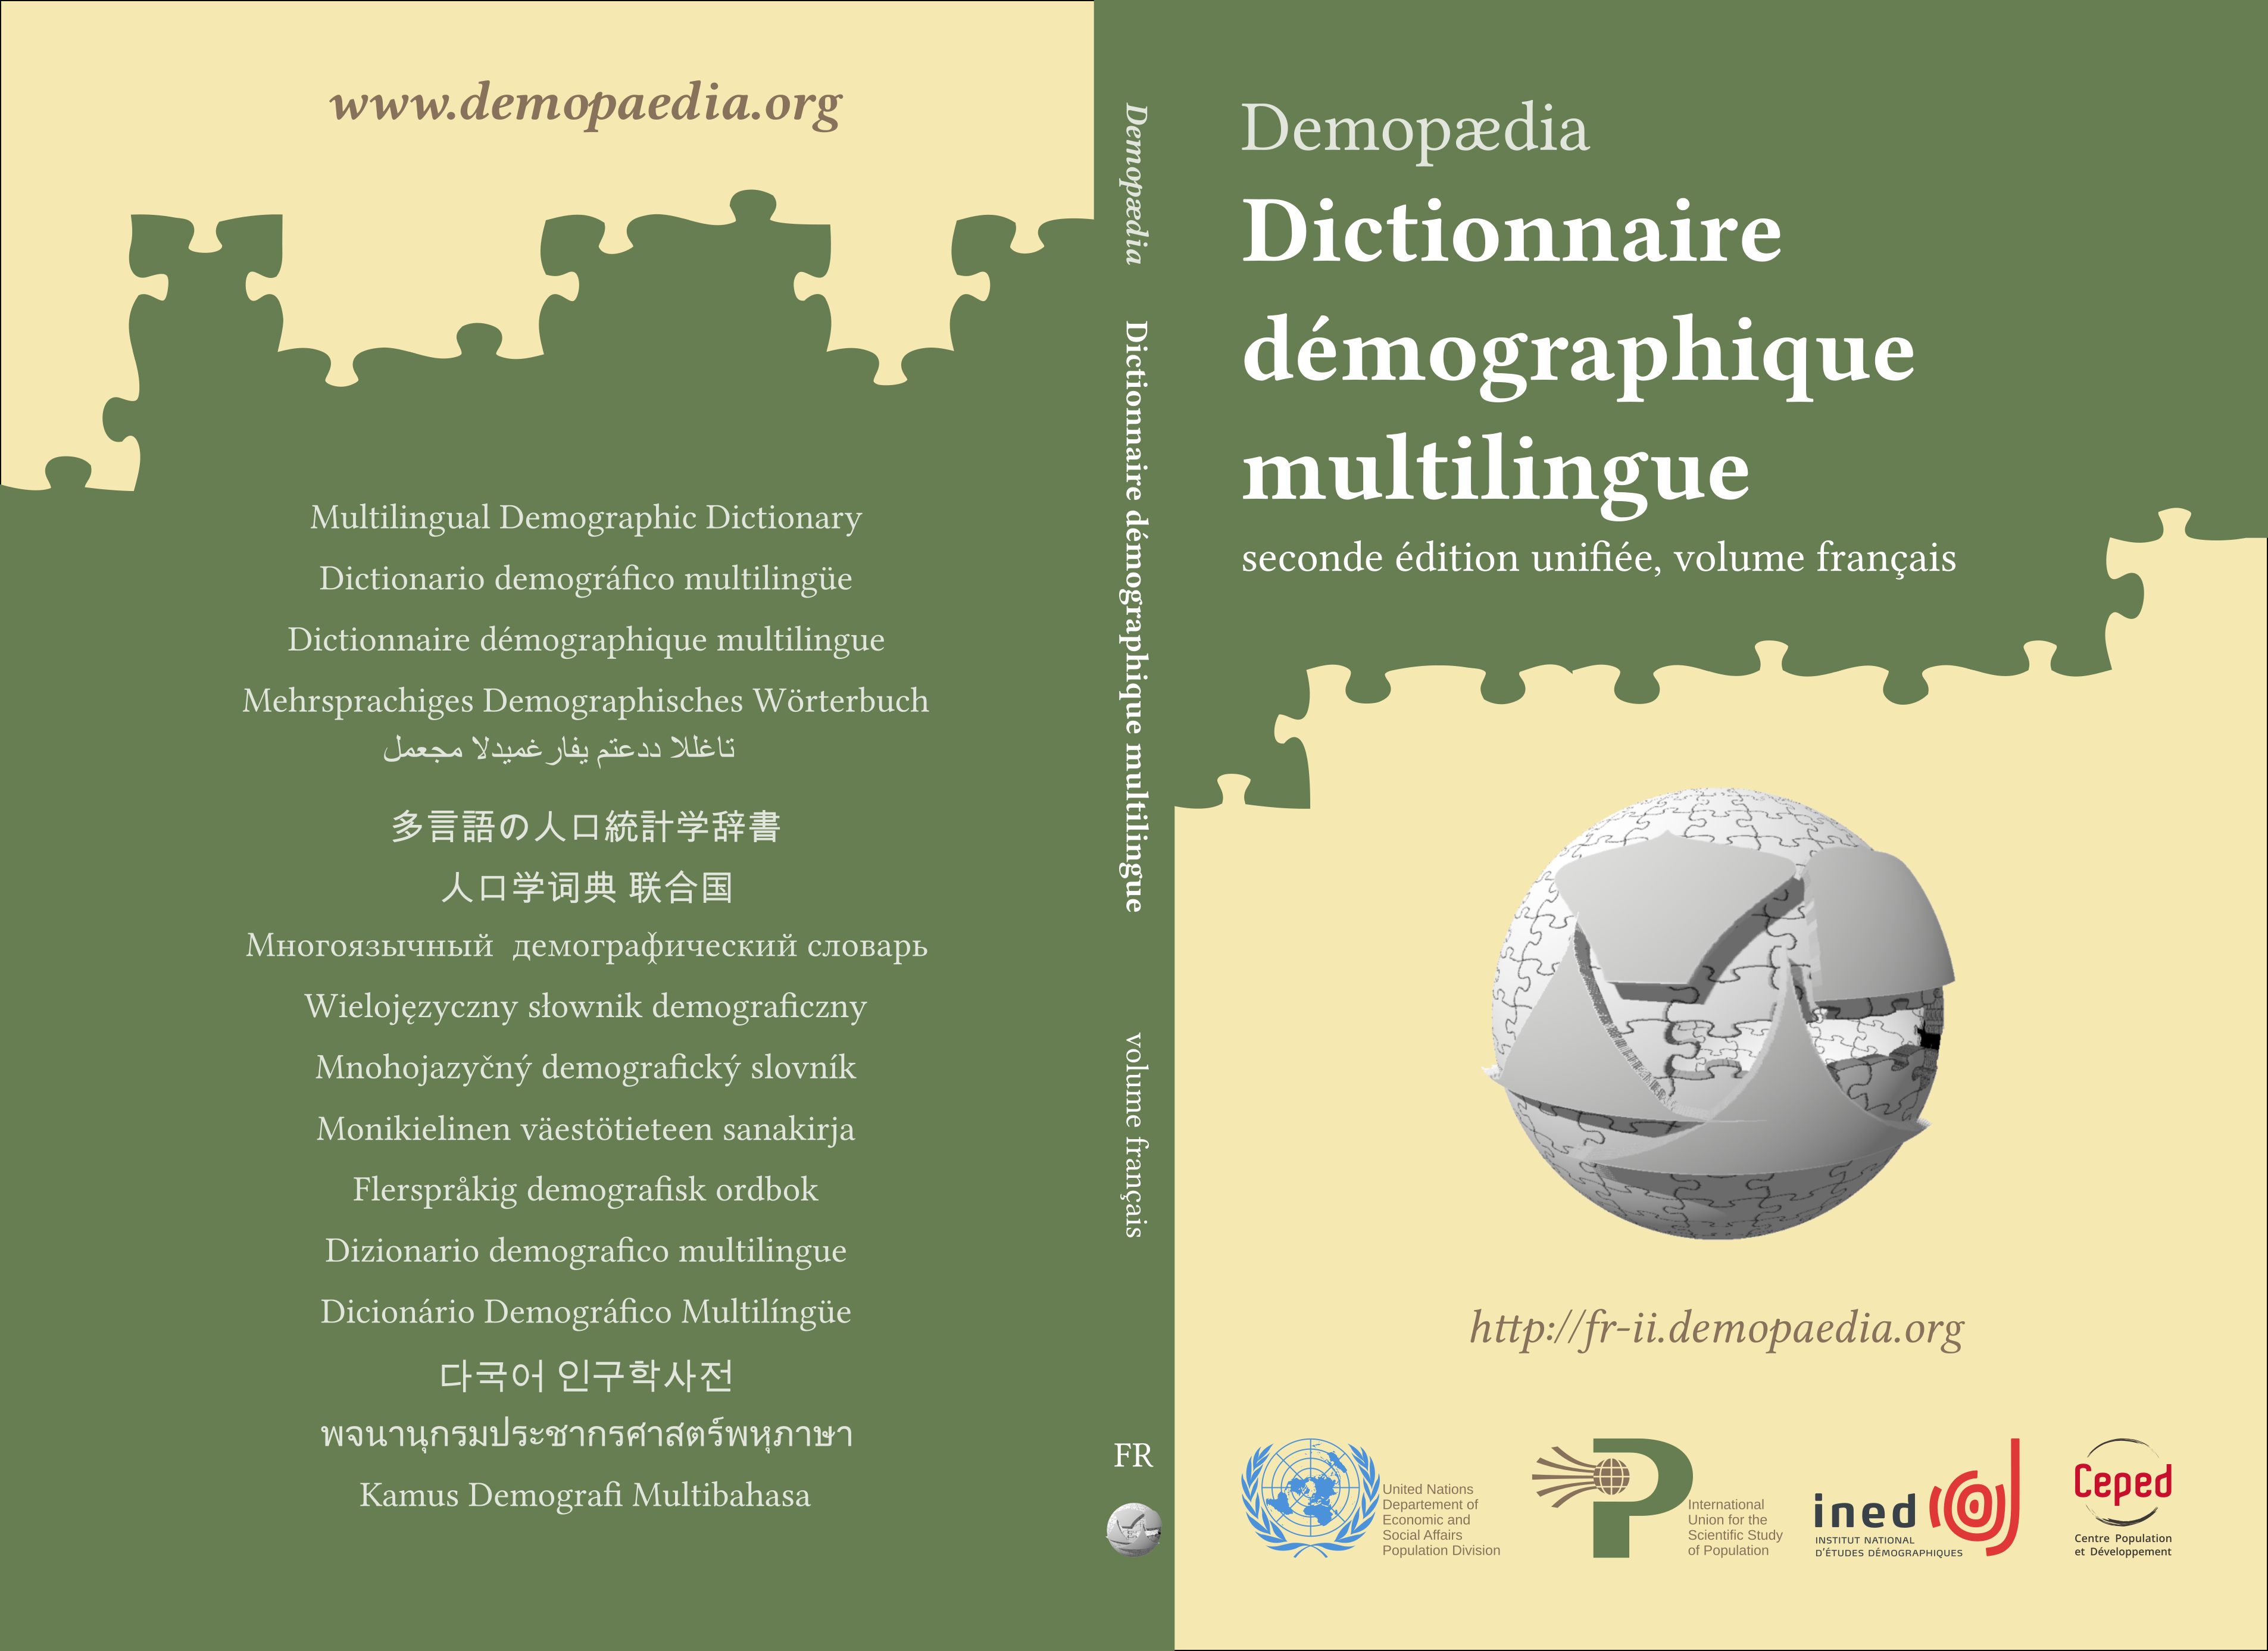 www.demopaedia.org
Multilingual Demographic Dictionary
Dictionario demográfico multilingüe
Dictionnaire démographique multilingue
Mehrsprachiges Demographisches Wörterbuch
تاغللا ددعتم يفارغميدلا مجعمل
多言語の人口統計学辞書
人口学词典 联合国
Многоязычный демографический словарь
Wielojęzyczny słownik demograficzny
Mnohojazyčný demografický slovník
Monikielinen väestötieteen sanakirja
Flerspråkig demografisk ordbok
Dizionario demografico multilingue
Dicionário Demográfico Multilíngüe
다국어 인구학사전
พจนานุกรมประชากรศาสตร์พหุภาษา
Kamus Demografi Multibahasa
Demopædia Dictionnaire démographique multilingue volume français
FR
Demopædia
Dictionnaire
démographique
multilingue
seconde édition unifiée, volume français
http://fr-ii.demopaedia.org
United Nations
Departement of
Economic and
Social Affairs
Population Division
International
Union for the
Scientific Study
of Population
ined
INSTITUT NATIONAL
D'ÉTUDES DÉMOGRAPHIQUES
Ceped
Centre Population
et Développement